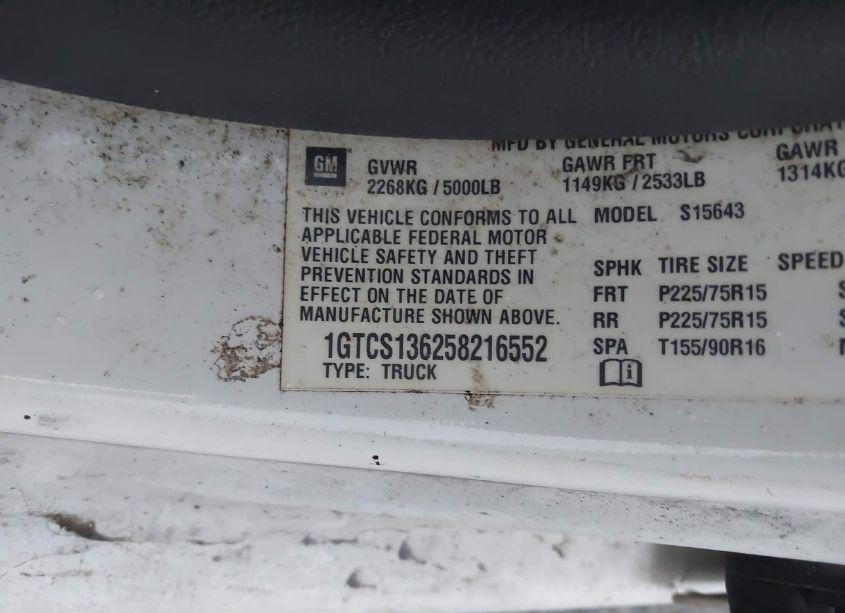 MFD BY GENERAL MOTORS
GM
GVWR GAWR FRT GAWR
2268KG / 5000LB 1149KG / 2533LB 1314KG
THIS VEHICLE CONFORMS TO ALL
APPLICABLE FEDERAL MOTOR
VEHICLE SAFETY AND THEFT
PREVENTION STANDARDS IN
EFFECT ON THE DATE OF
MANUFACTURE SHOWN ABOVE.
1GTCS136258216552
TYPE: TRUCK
MODEL S15643
SPHK TIRE SIZE SPEED
FRT P225/75R15 S
RR P225/75R15 S
SPA T155/90R16